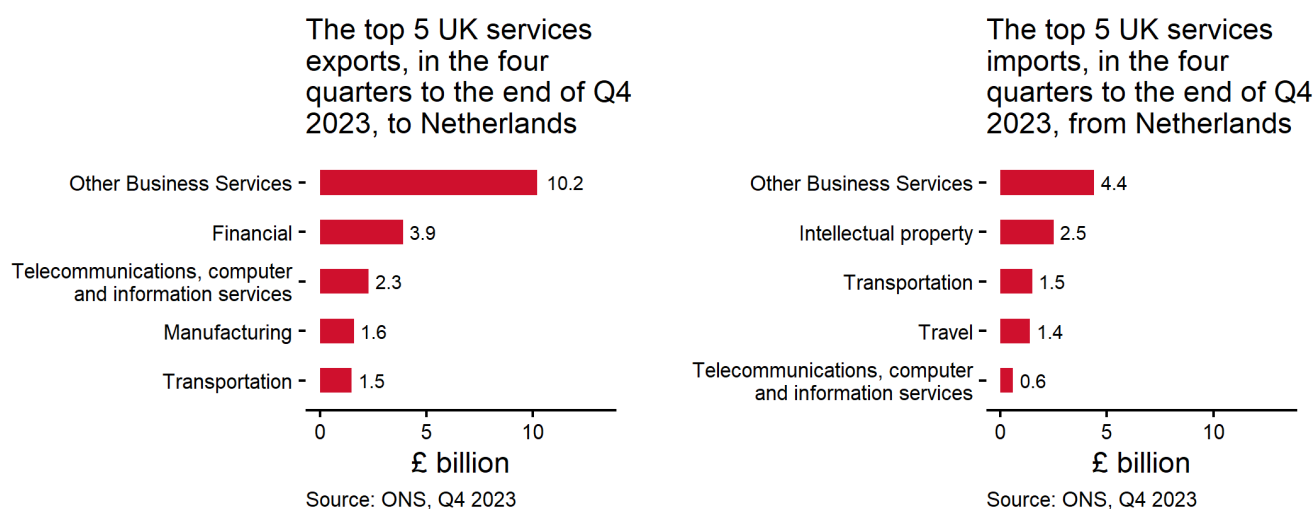 The top 5 UK services
exports, in the four
quarters to the end of Q4
2023, to Netherlands
Other Business Services
10.2
Financial
3.9
Telecommunications, computer
and information services
2.3
Manufacturing
1.6
Transportation
1.5
0 5 10
£ billion
Source: ONS, Q4 2023
The top 5 UK services
imports, in the four
quarters to the end of Q4
2023, from Netherlands
Other Business Services
4.4
Intellectual property
2.5
Transportation
1.5
Travel
1.4
Telecommunications, computer
and information services
0.6
0 5 10
£ billion
Source: ONS, Q4 2023